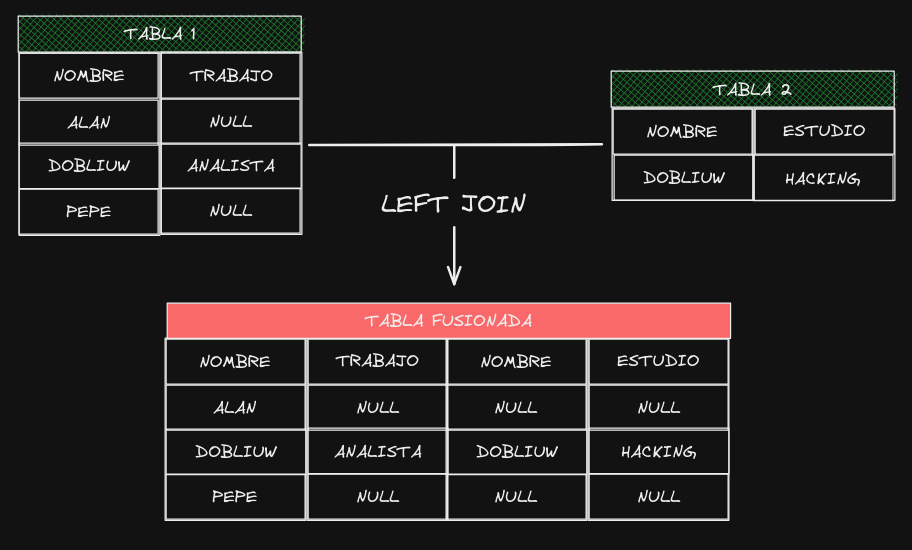 TABLA 1
NOMBRE TRABAJO
ALAN NULL
DOBLIUW ANALISTA
PEPE NULL
TABLA 2
NOMBRE ESTUDIO
DOBLIUW HACKING
LEFT JOIN
TABLA FUSIONADA
NOMBRE TRABAJO NOMBRE ESTUDIO
ALAN NULL NULL NULL
DOBLIUW ANALISTA DOBLIUW HACKING
PEPE NULL NULL NULL